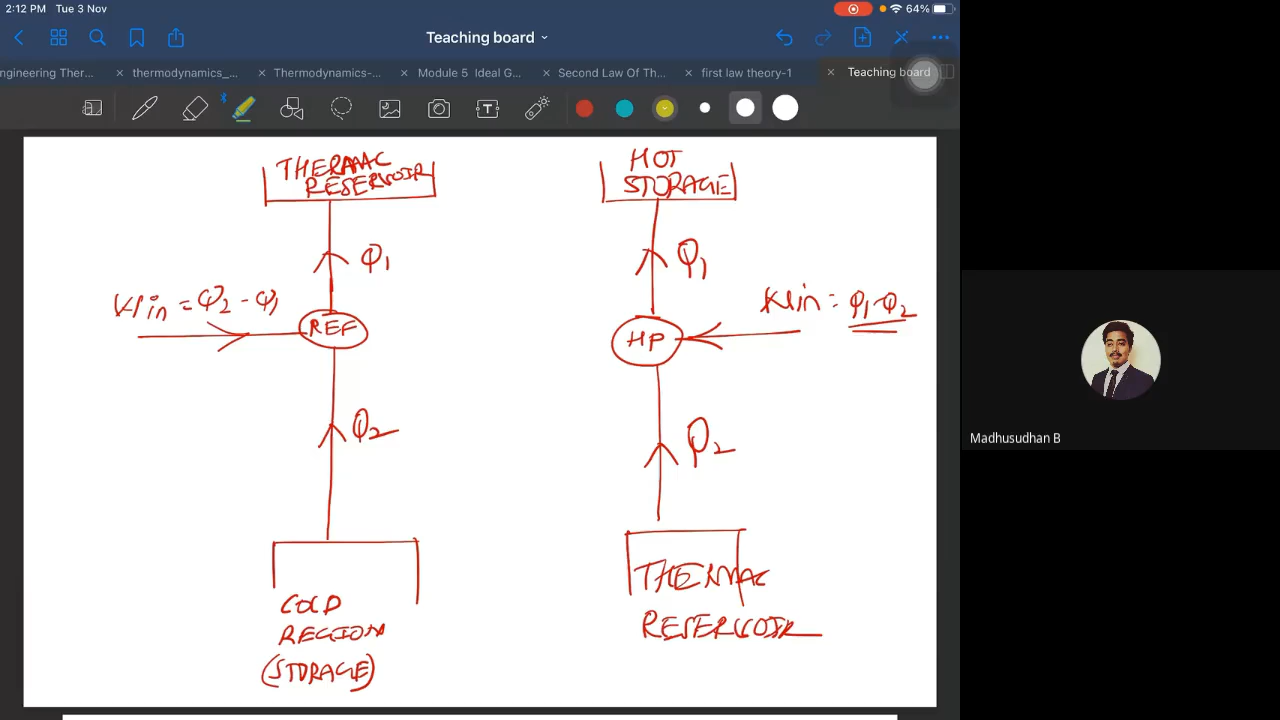 2:12 PM Tue 3 Nov
64%
Teaching board
ngineering Ther...
thermodynamics_...
Thermodynamics-...
Module 5 Ideal G...
Second Law Of Th...
first law theory-1
Teaching board
THERMAL
RESERVOIR
HOT
STORAGE
Q1
Q1
Win = Q2 - Q1
REF
HP
Win = Q1-Q2
Q2
Q2
COLD
REGION
(STORAGE)
THERMAL
RESERVOIR
Madhusudhan B